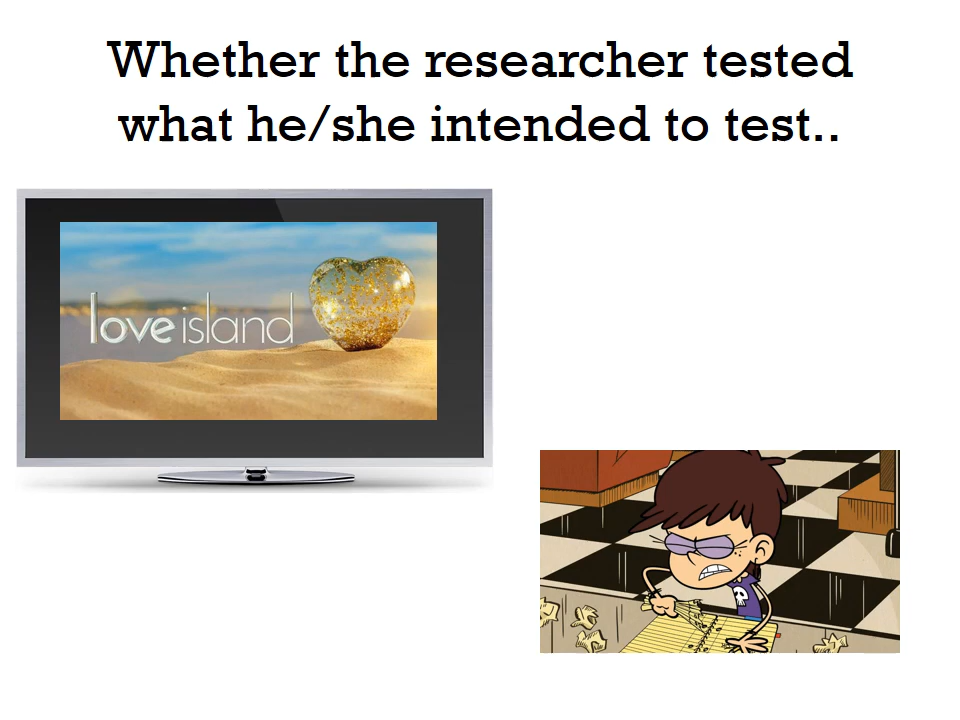 Whether the researcher tested
what he/she intended to test..
love island